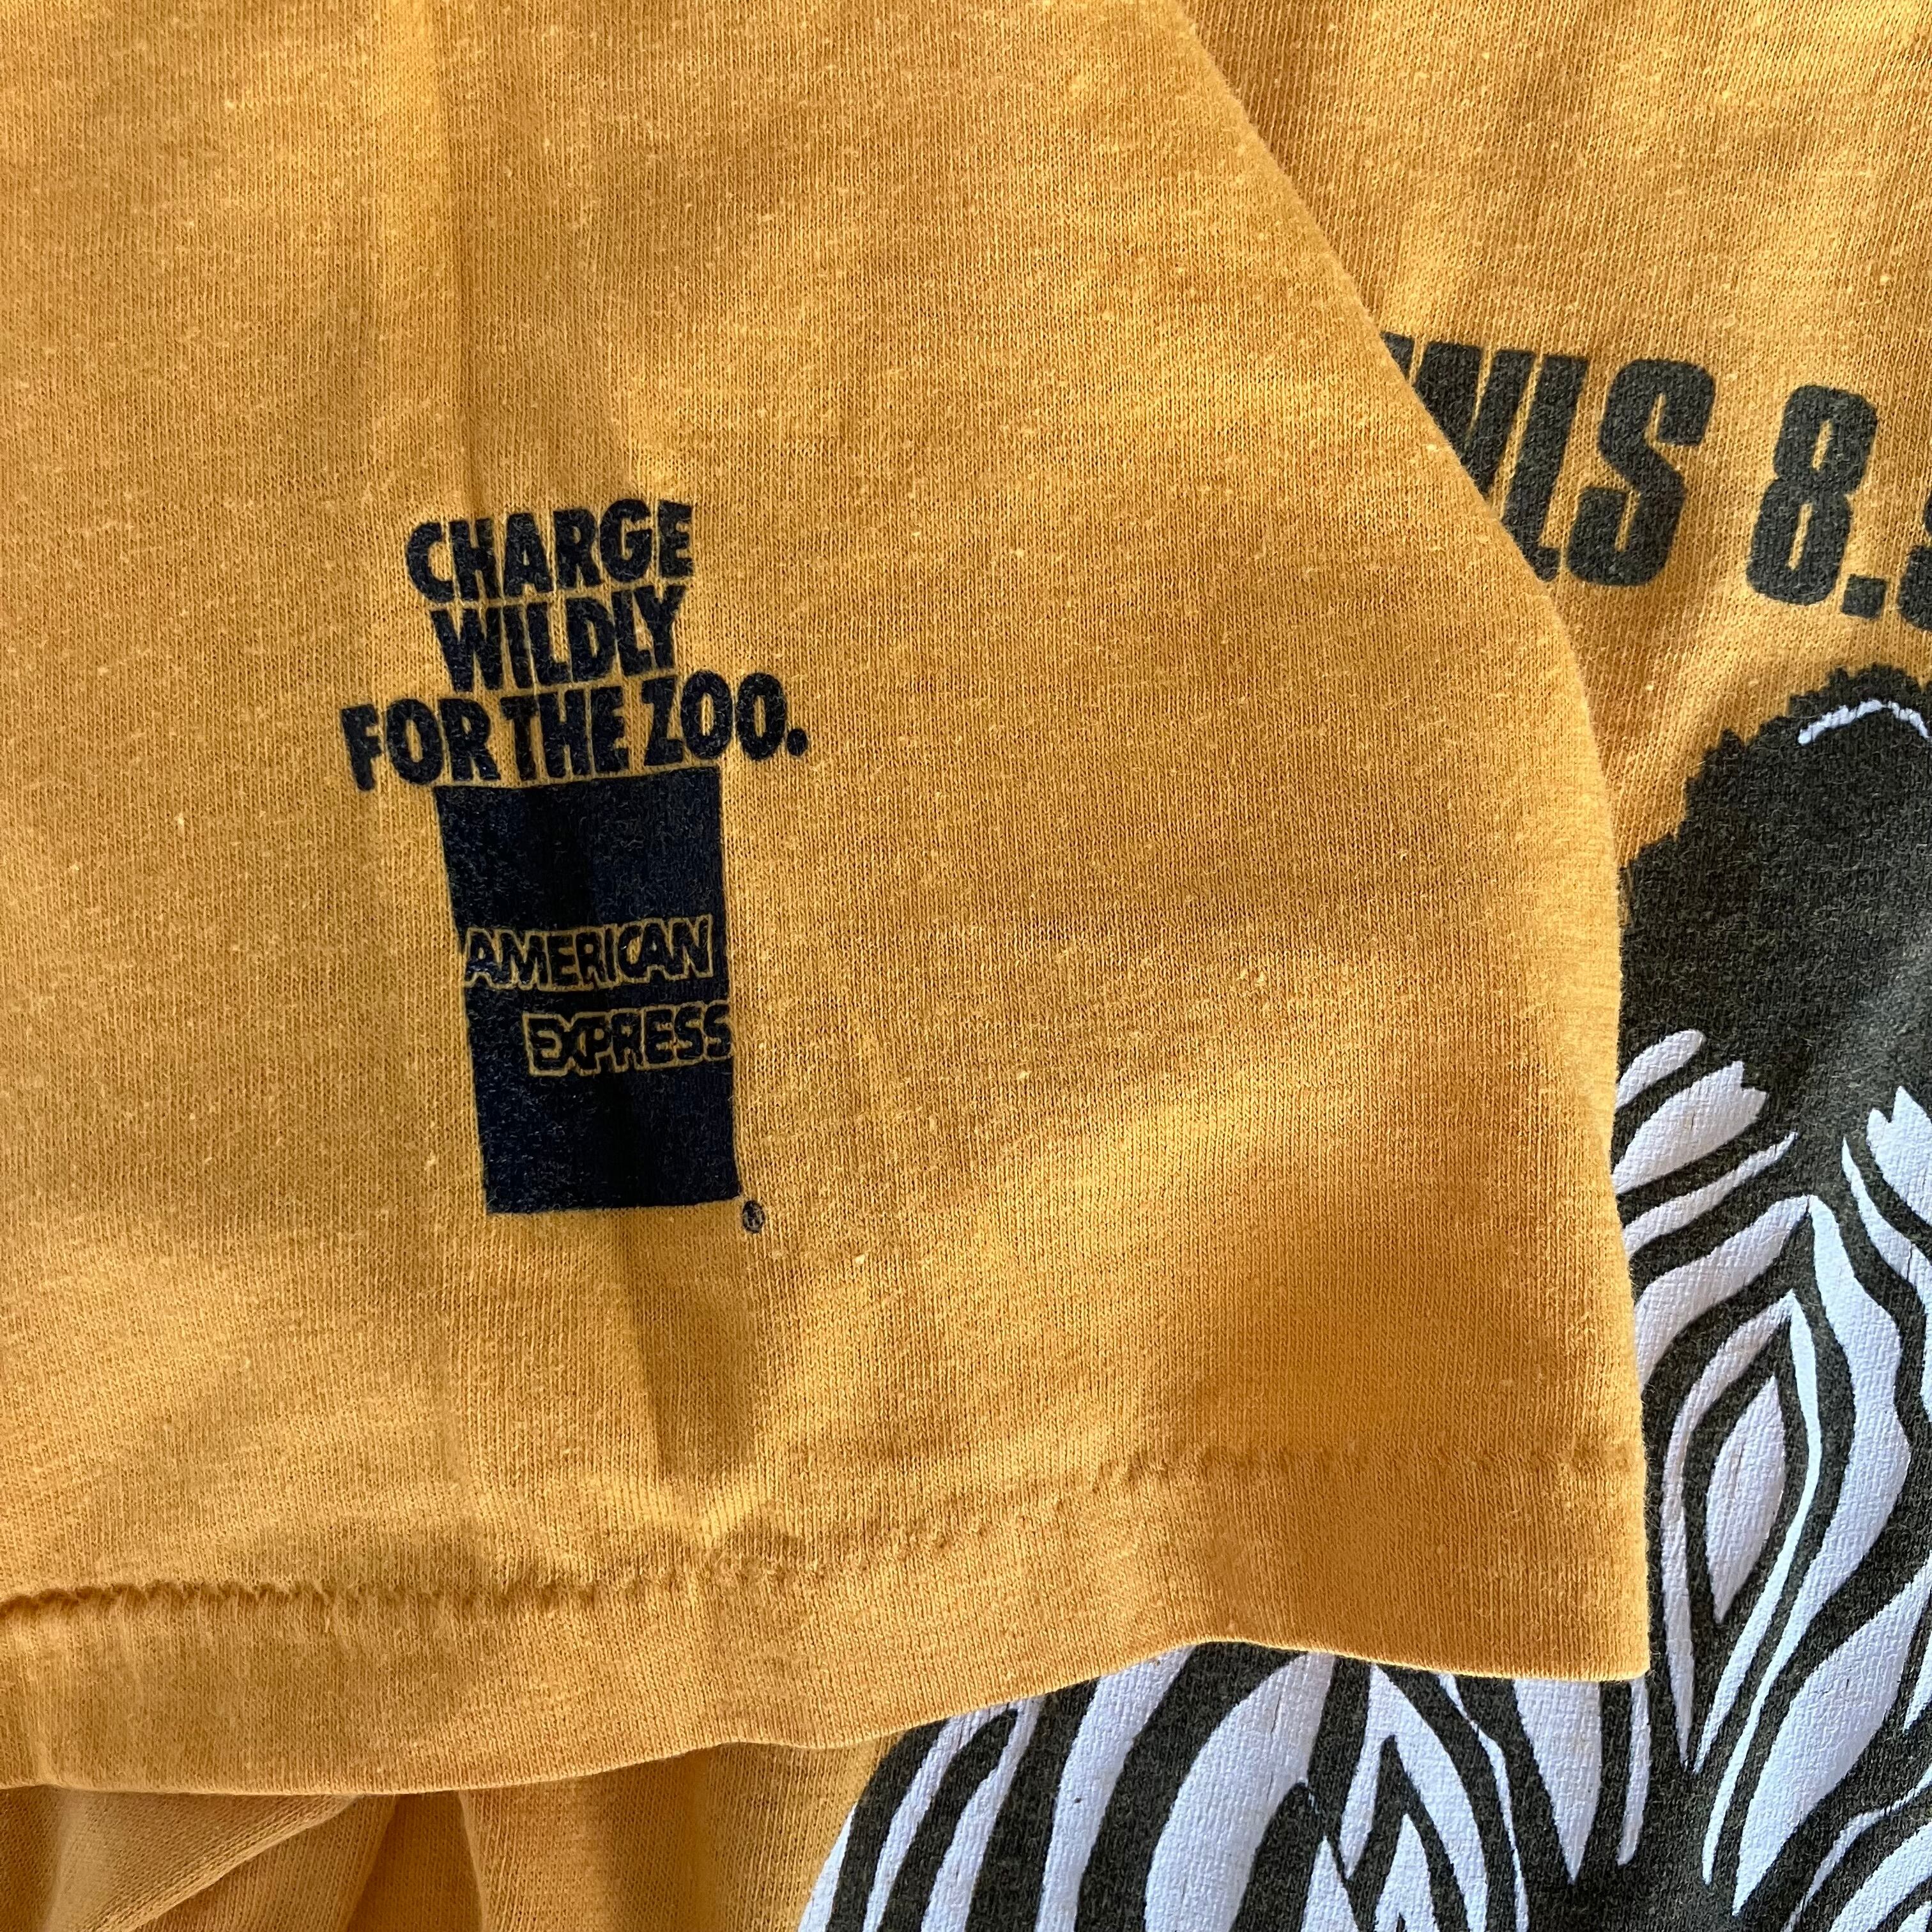 CHARGE
WILDLY
FOR THE ZOO.
AMERICAN
EXPRESS
®